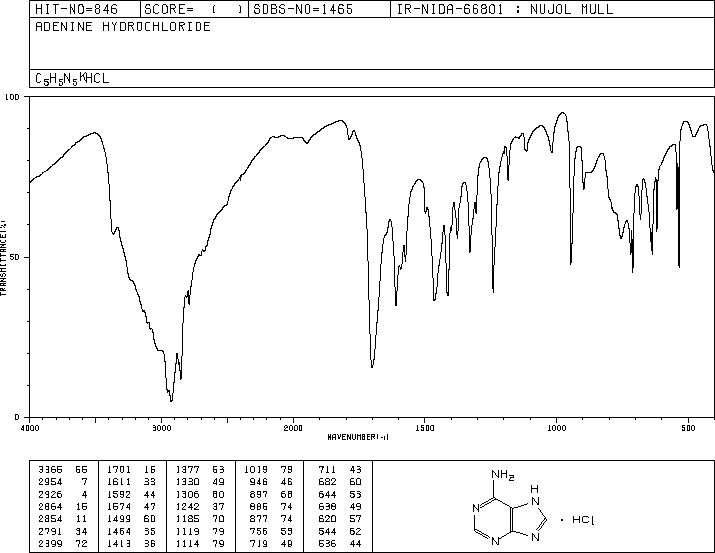 HIT-NO=846 SCORE= ( ) SDBS-NO=1465 IR-NIDA-66801 : NUJOL MULL
ADENINE HYDROCHLORIDE
C5H5N5·HCL
100
50
0
TRANSMITTANCE(%)
4000 3000 2000 1500 1000 500
WAVENUMBER(-1)
3366 66 1701 16 1377 53 1019 79 711 43
2954 7 1611 33 1330 49 946 46 682 60
2926 4 1592 44 1306 60 897 68 644 53
2864 15 1574 47 1242 37 886 74 638 49
2854 11 1499 60 1185 70 877 74 620 57
2791 34 1464 35 1119 79 756 53 544 62
2399 72 1413 36 1114 79 719 49 536 44
NH2
H
N N
N N
· HCl